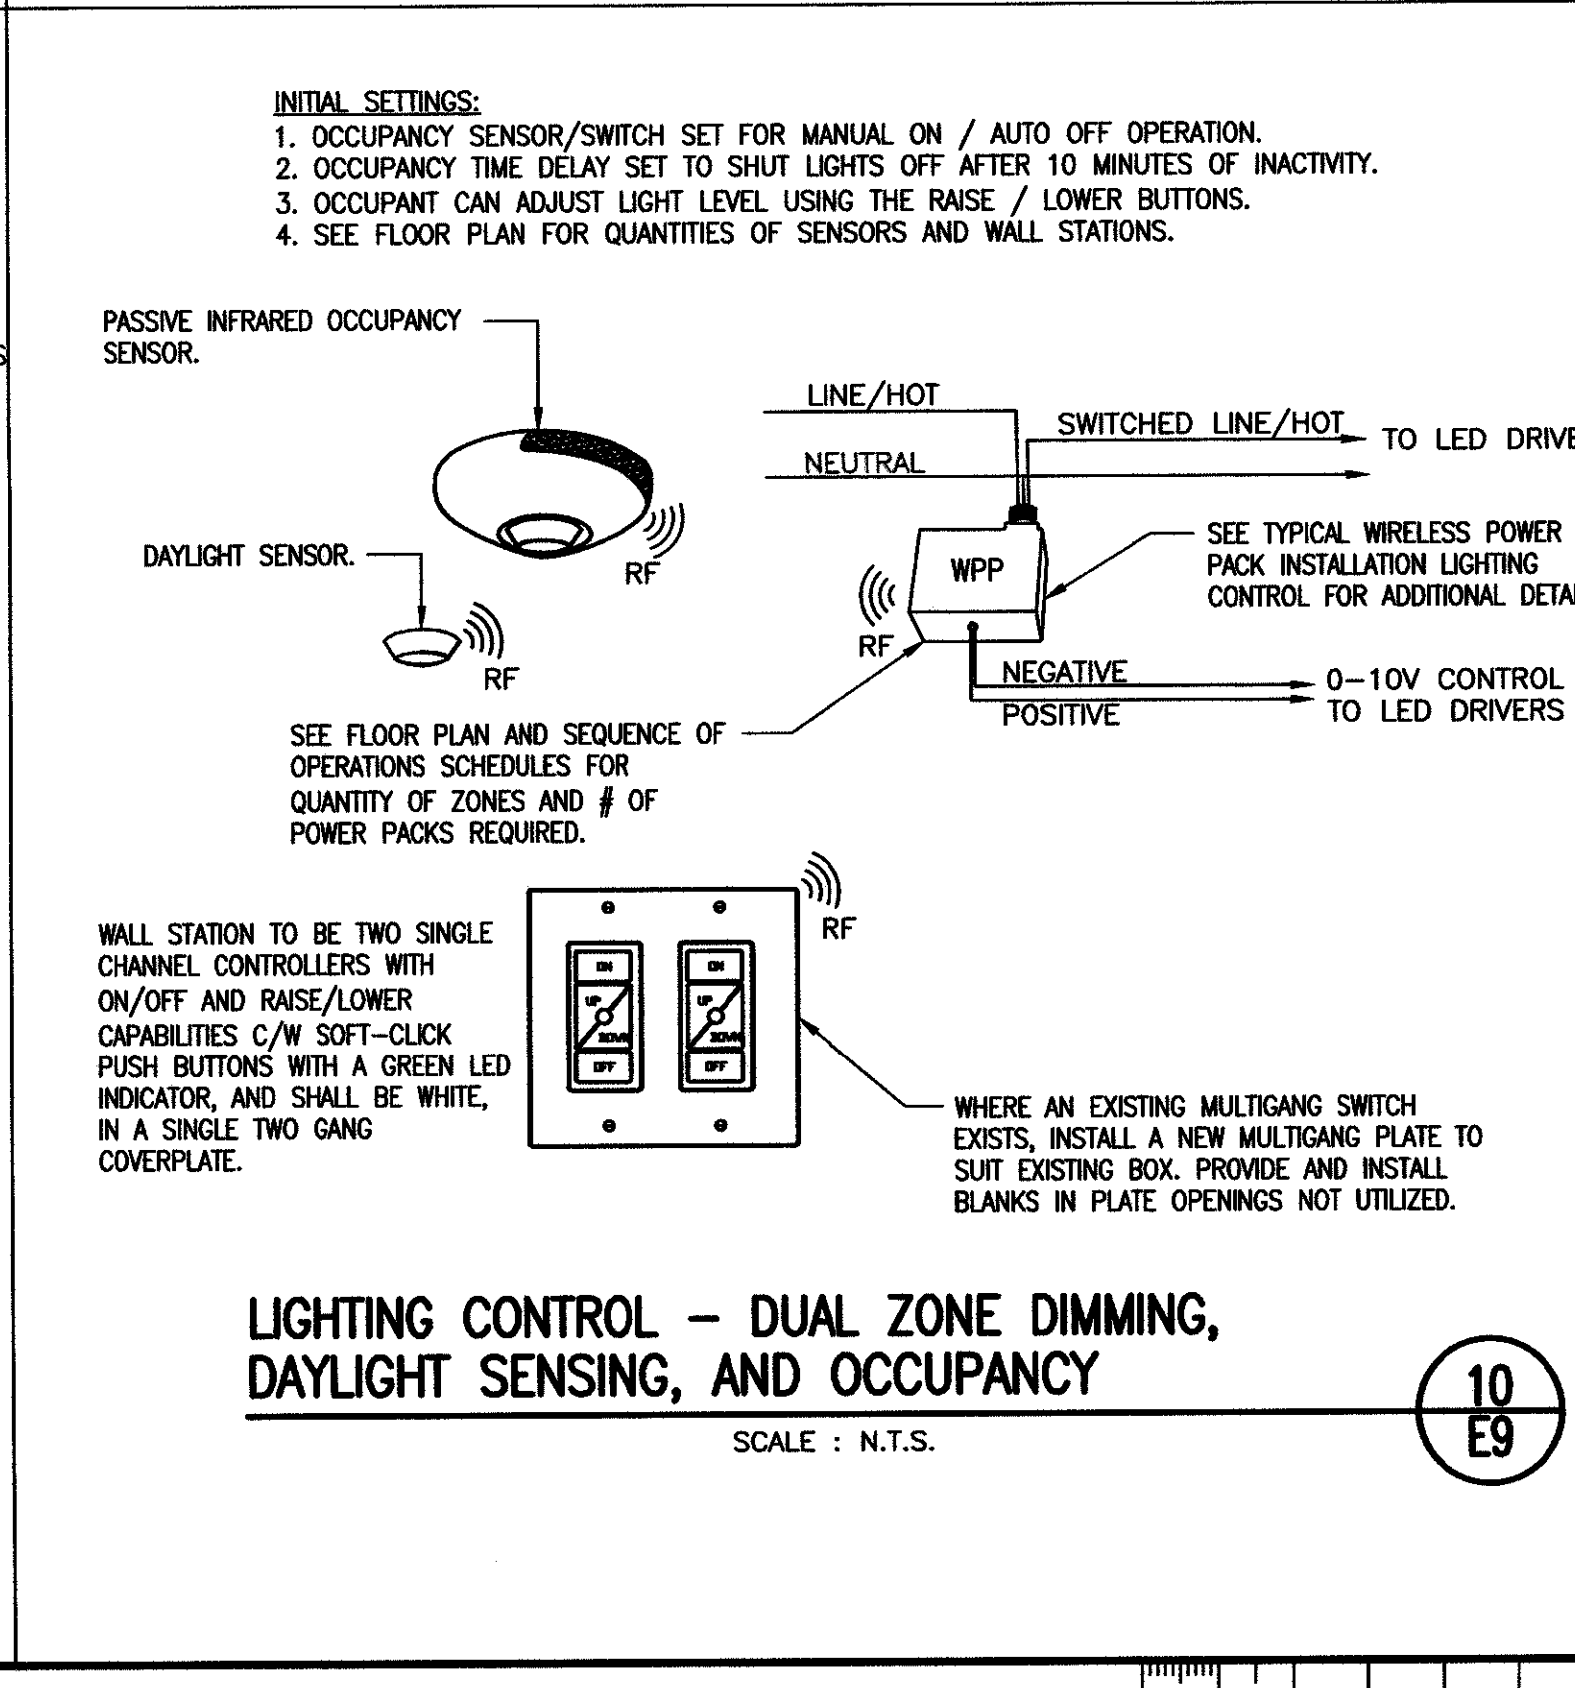 INITIAL SETTINGS:
1. OCCUPANCY SENSOR/SWITCH SET FOR MANUAL ON / AUTO OFF OPERATION.
2. OCCUPANCY TIME DELAY SET TO SHUT LIGHTS OFF AFTER 10 MINUTES OF INACTIVITY.
3. OCCUPANT CAN ADJUST LIGHT LEVEL USING THE RAISE / LOWER BUTTONS.
4. SEE FLOOR PLAN FOR QUANTITIES OF SENSORS AND WALL STATIONS.
PASSIVE INFRARED OCCUPANCY
SENSOR.
RF
DAYLIGHT SENSOR.
RF
LINE/HOT
SWITCHED LINE/HOT
TO LED
NEUTRAL
WPP
RF
SEE TYPICAL WIRELESS POWER
PACK INSTALLATION LIGHTING
CONTROL FOR ADDITIONAL
NEGATIVE
POSITIVE
0-10V CONTROL
TO LED DRIVERS
SEE FLOOR PLAN AND SEQUENCE OF
OPERATIONS SCHEDULES FOR
QUANTITY OF ZONES AND # OF
POWER PACKS REQUIRED.
WALL STATION TO BE TWO SINGLE
CHANNEL CONTROLLERS WITH
ON/OFF AND RAISE/LOWER
CAPABILITIES C/W SOFT-CLICK
PUSH BUTTONS WITH A GREEN LED
INDICATOR, AND SHALL BE WHITE,
IN A SINGLE TWO GANG
COVERPLATE.
RF
ON
UP
DOWN
OFF
ON
UP
DOWN
OFF
WHERE AN EXISTING MULTIGANG SWITCH
EXISTS, INSTALL A NEW MULTIGANG PLATE TO
SUIT EXISTING BOX. PROVIDE AND INSTALL
BLANKS IN PLATE OPENINGS NOT UTILIZED.
LIGHTING CONTROL - DUAL ZONE DIMMING,
DAYLIGHT SENSING, AND OCCUPANCY
SCALE : N.T.S.
10
E9